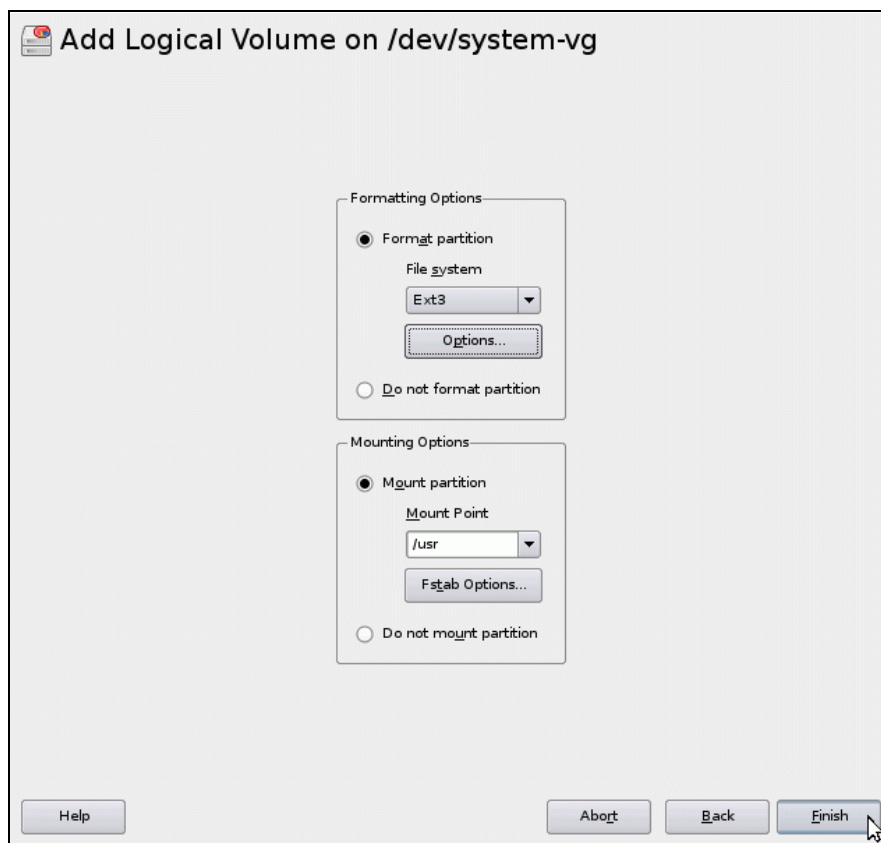 Add Logical Volume on /dev/system-vg
Formatting Options
Format partition
File system
Ext3
Options...
Do not format partition
Mounting Options
Mount partition
Mount Point
/usr
Fstab Options...
Do not mount partition
Help
Abort
Back
Finish